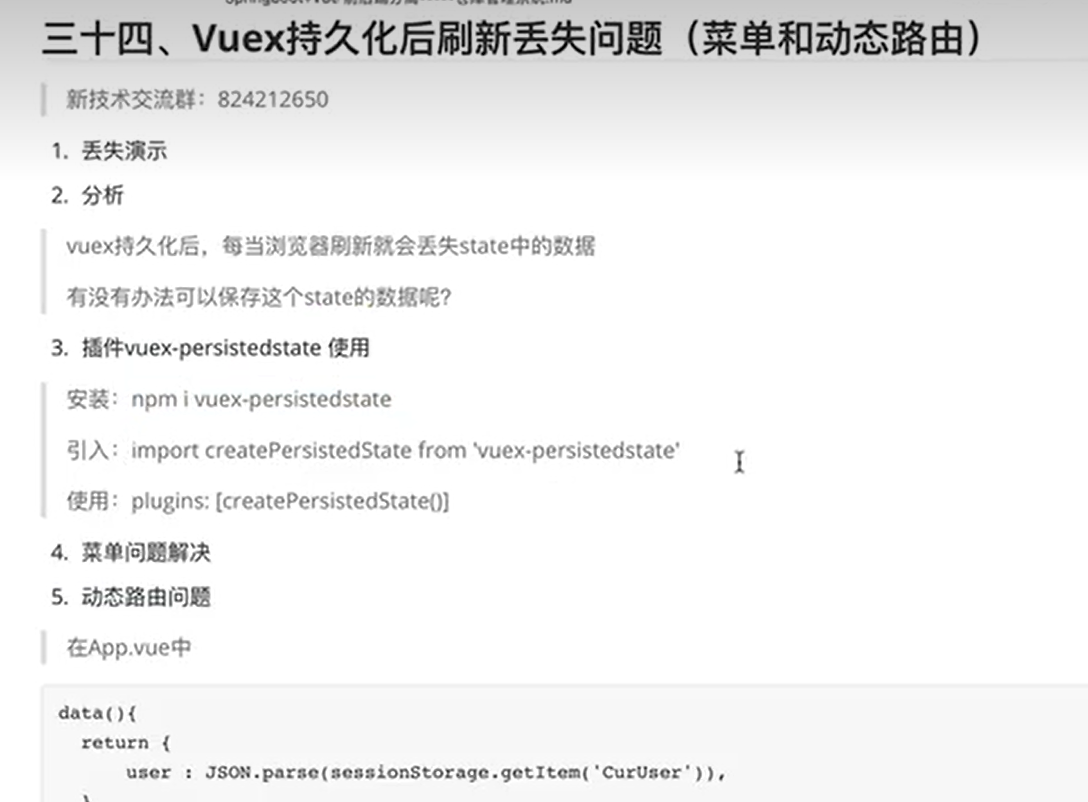 三十四、Vuex持久化后刷新丢失问题（菜单和动态路由）
新技术交流群：824212650
1. 丢失演示
2. 分析
vuex持久化后，每当浏览器刷新就会丢失state中的数据
有没有办法可以保存这个state的数据呢？
3. 插件vuex-persistedstate 使用
安装：npm i vuex-persistedstate
引入：import createPersistedState from 'vuex-persistedstate'
使用：plugins: [createPersistedState()]
4. 菜单问题解决
5. 动态路由问题
在App.vue中
data(){
return {
user : JSON.parse(sessionStorage.getItem('CurUser')),